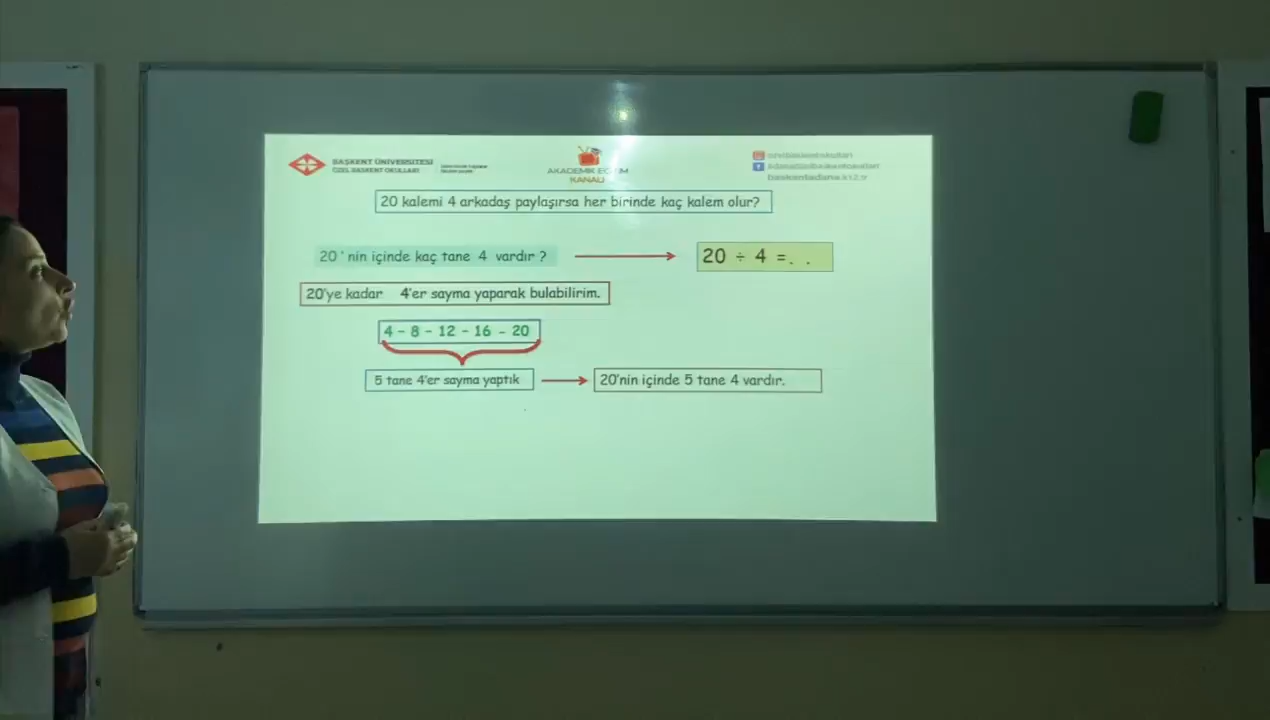 BAŞKENT ÜNİVERSİTESİ
ÖZEL BAŞKENT OKULLARI
AKADEMİK EĞİTİM
KANALI
20 kalemi 4 arkadaş paylaşırsa her birinde kaç kalem olur?
20 ' nin içinde kaç tane 4 vardır ?
20 ÷ 4 =. .
20'ye kadar 4'er sayma yaparak bulabilirim.
4 - 8 - 12 - 16 - 20
5 tane 4'er sayma yaptık
20'nin içinde 5 tane 4 vardır.